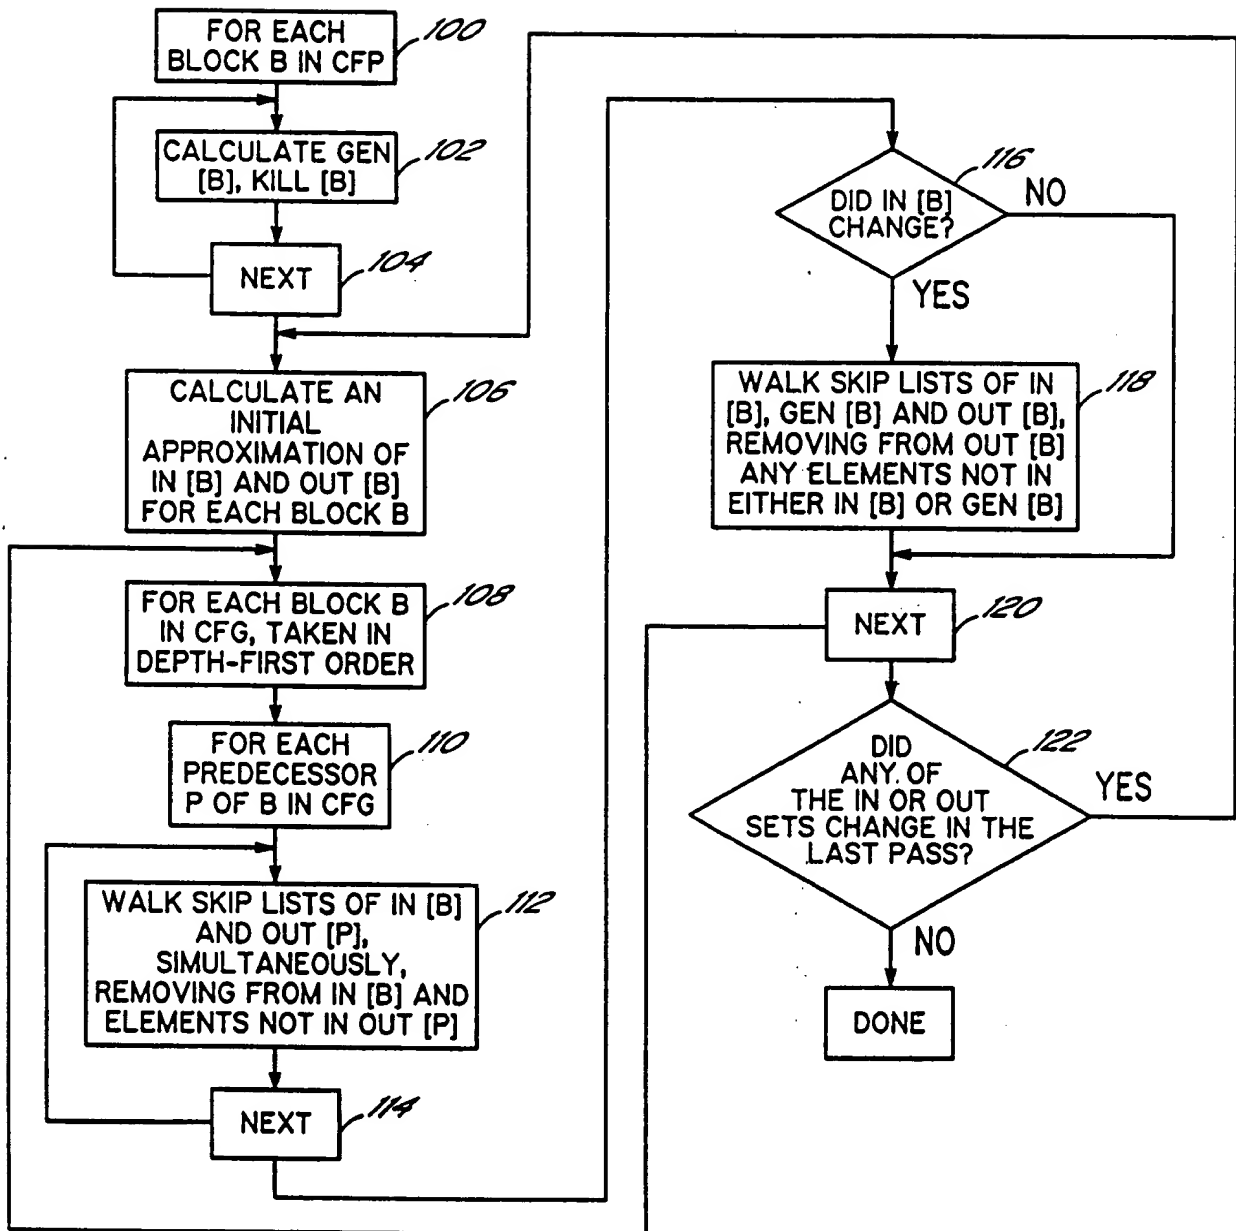 FOR EACH
BLOCK B IN CFP
100
CALCULATE GEN
[B], KILL [B]
102
NEXT
104
CALCULATE AN
INITIAL
APPROXIMATION OF
IN [B] AND OUT [B]
FOR EACH BLOCK B
106
FOR EACH BLOCK B
IN CFG, TAKEN IN
DEPTH-FIRST ORDER
108
FOR EACH
PREDECESSOR
P OF B IN CFG
110
WALK SKIP LISTS OF IN [B]
AND OUT [P],
SIMULTANEOUSLY,
REMOVING FROM IN [B] AND
ELEMENTS NOT IN OUT [P]
112
NEXT
114
DID IN [B]
CHANGE?
116
NO
YES
WALK SKIP LISTS OF IN
[B], GEN [B] AND OUT [B],
REMOVING FROM OUT [B]
ANY ELEMENTS NOT IN
EITHER IN [B] OR GEN [B]
118
NEXT
120
DID
ANY OF
THE IN OR OUT
SETS CHANGE IN THE
LAST PASS?
122
YES
NO
DONE